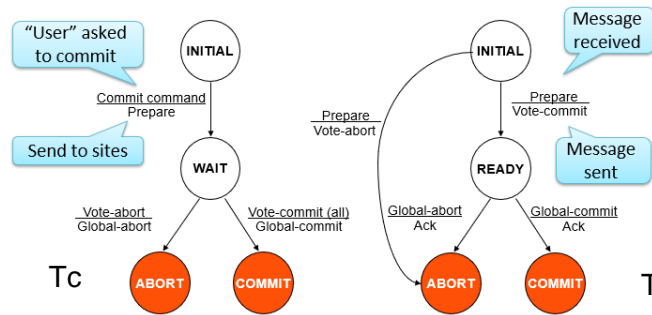 “User” asked
to commit
INITIAL
Commit command
Prepare
Send to sites
WAIT
Vote-abort
Global-abort
Vote-commit (all)
Global-commit
ABORT
COMMIT
Tc
Message
received
INITIAL
Prepare
Vote-abort
Prepare
Vote-commit
Message
sent
READY
Global-abort
Ack
Global-commit
Ack
ABORT
COMMIT
T